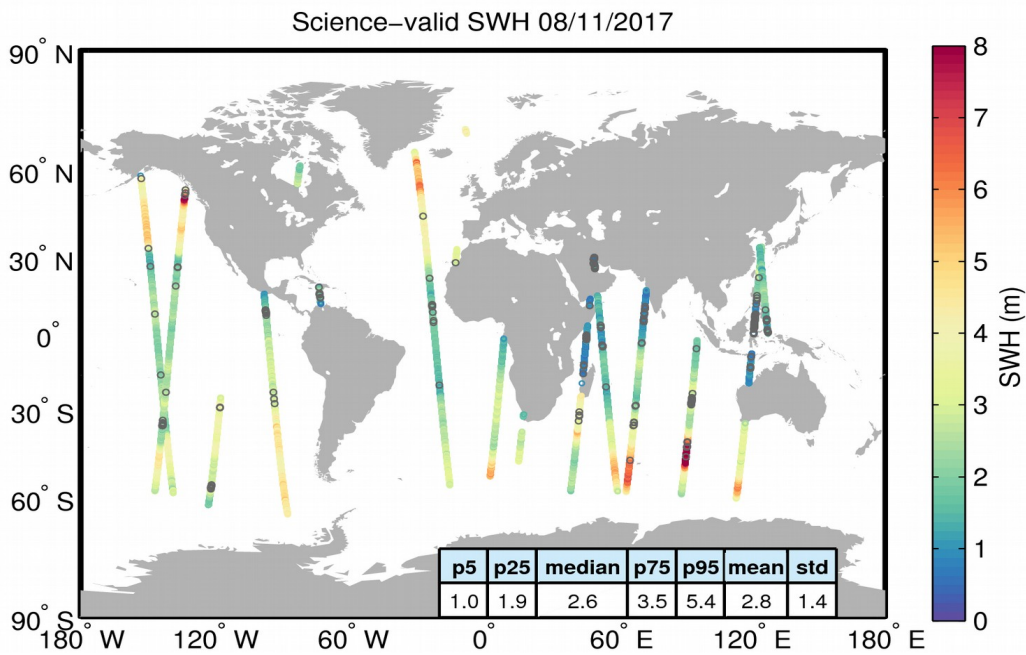 Science−valid SWH 08/11/2017
90° N
60° N
30° N
0°
30° S
60° S
90° S
180° W
120° W
60° W
0°
60° E
120° E
180° E
p5 p25 median p75 p95 mean std
1.0 1.9 2.6 3.5 5.4 2.8 1.4
8
7
6
5
4
3
2
1
0
SWH (m)